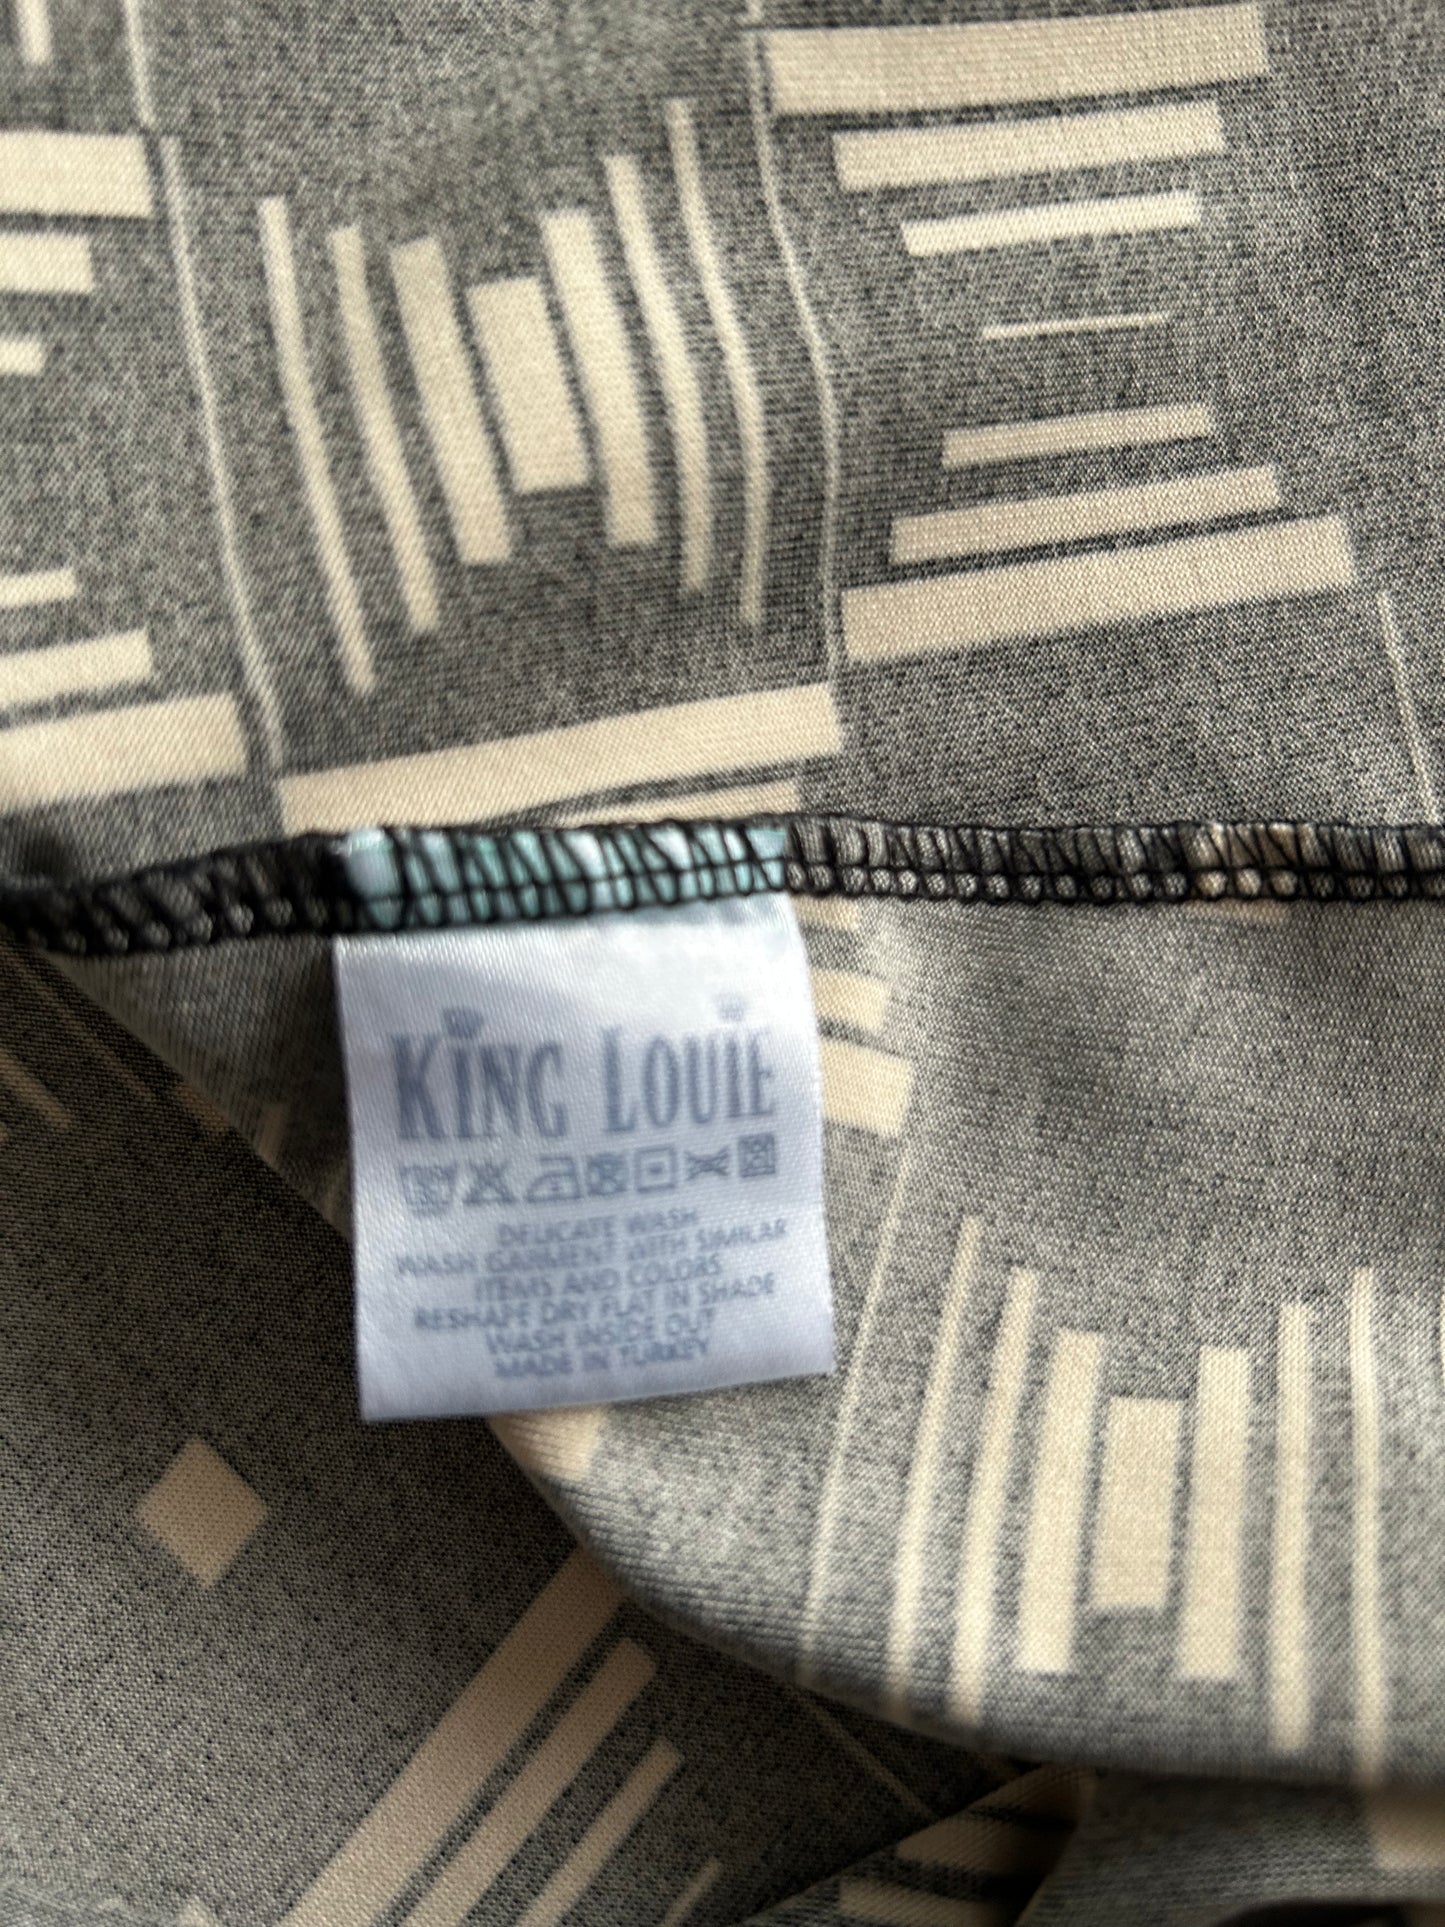 KING LOUIE
DELICATE WASH
WASH GARMENT WITH SIMILAR
ITEMS AND COLORS
RESHAPE DRY FLAT IN SHADE
WASH INSIDE OUT
MADE IN TURKEY